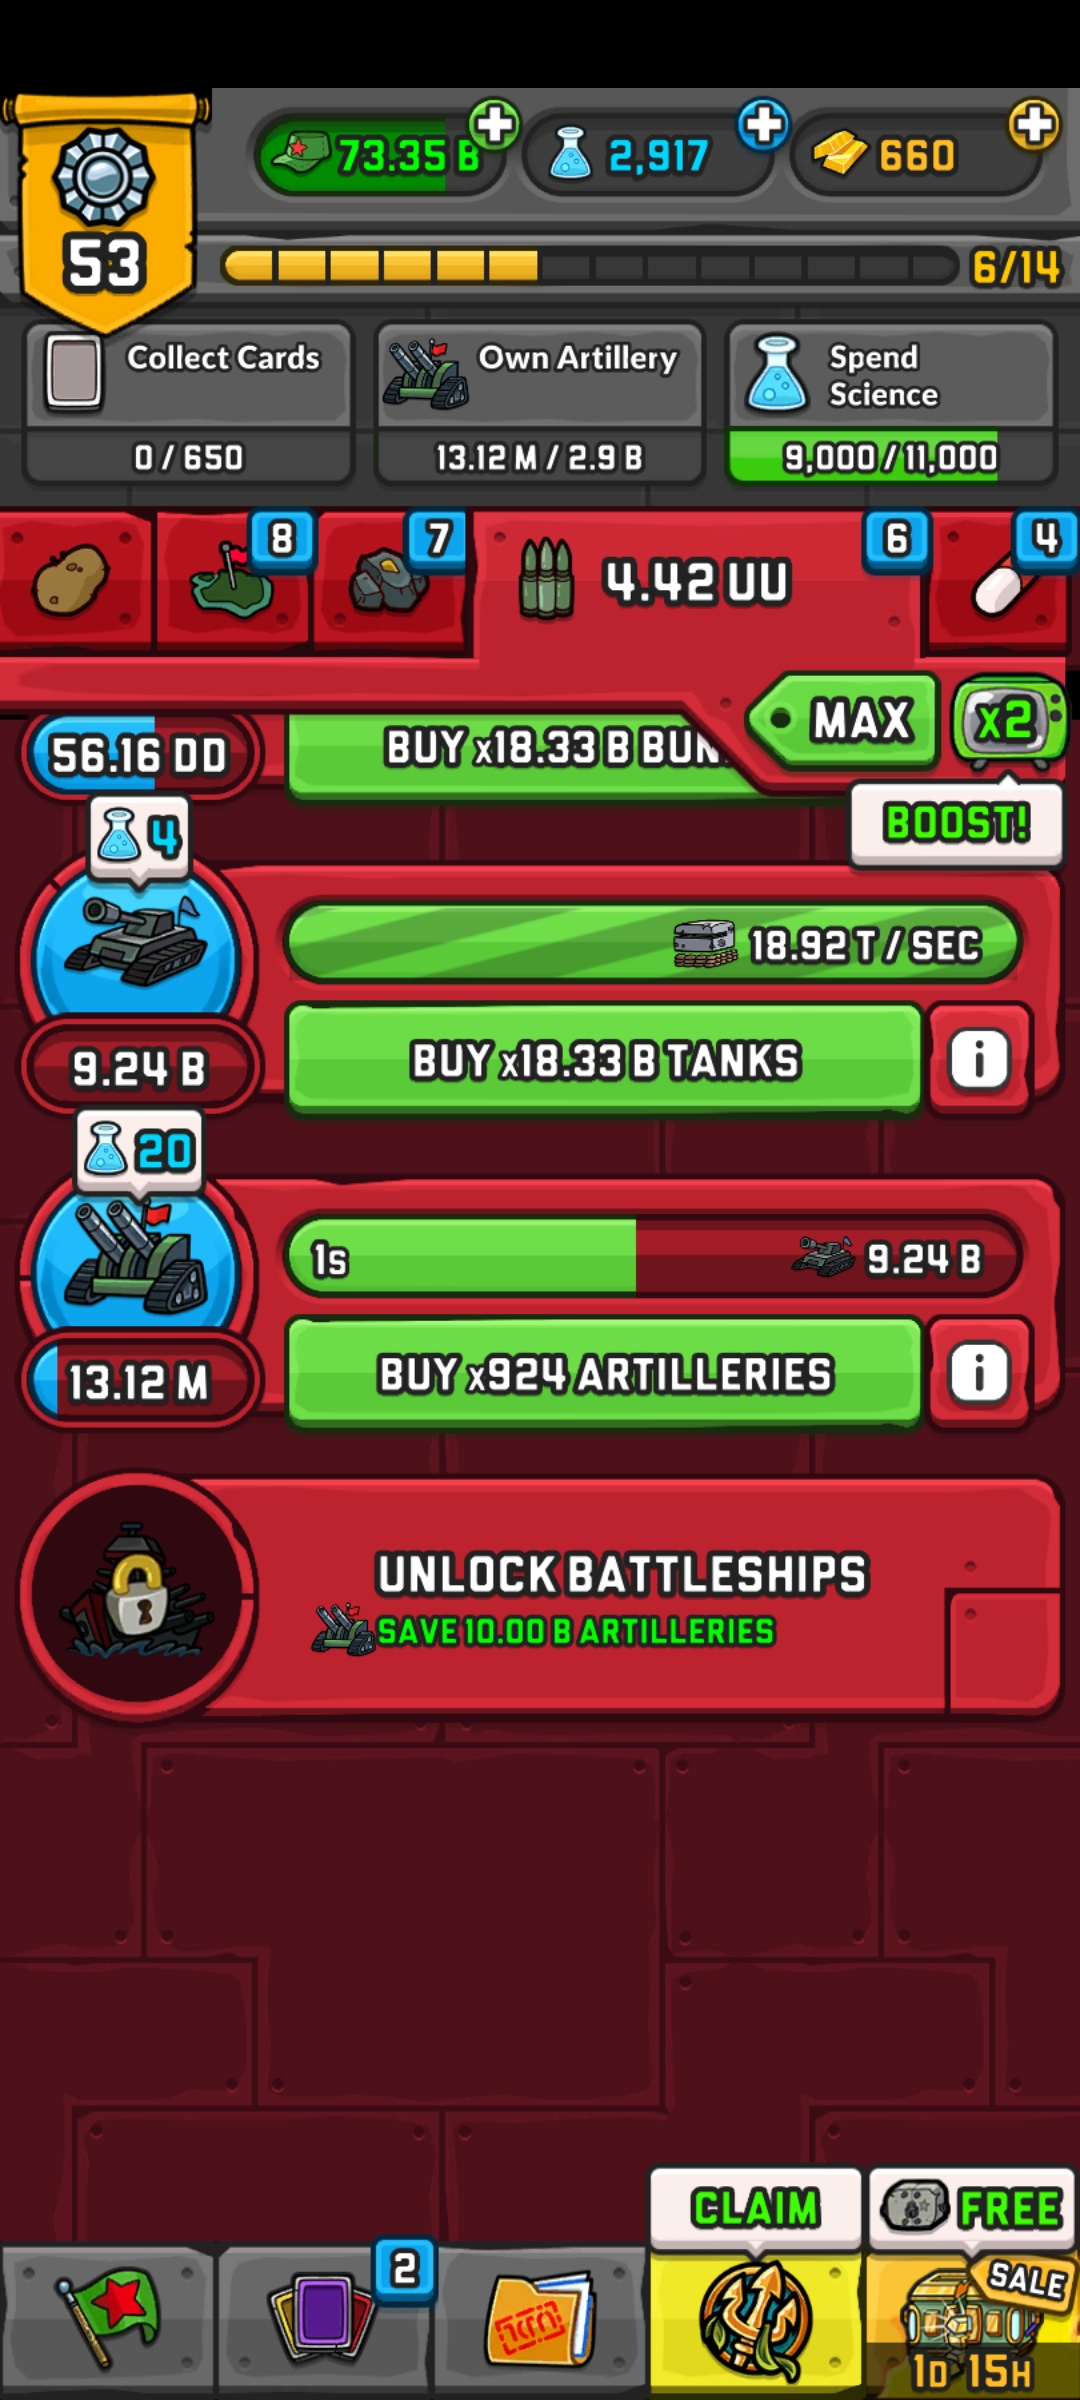 73.35 B
2,917
660
53
6/14
Collect Cards
0 / 650
Own Artillery
13.12 M / 2.9 B
Spend
Science
9,000 / 11,000
8
7
4.42 UU
6
4
MAX
x2
BOOST!
56.16 DD
BUY x18.33 B BUN
4
18.92 T / SEC
9.24 B
BUY x18.33 B TANKS
i
20
1s
9.24 B
13.12 M
BUY x924 ARTILLERIES
i
UNLOCK BATTLESHIPS
SAVE 10.00 B ARTILLERIES
CLAIM
FREE
2
SALE
1D 15H